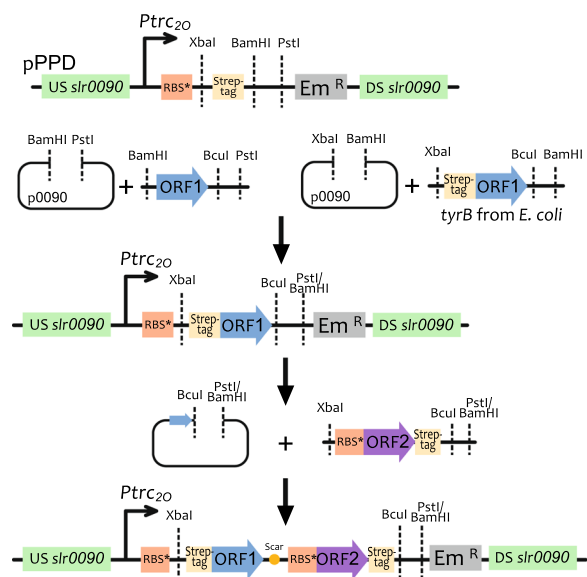 Ptrc2O
XbaI
BamHI PstI
pPPD
US slr0090
RBS*
Strep-
tag
Em R
DS slr0090
BamHI PstI
p0090
+
BamHI
BcuI PstI
ORF1
XbaI BamHI
p0090
+
XbaI
BcuI BamHI
Strep-
tag
ORF1
tyrB from E. coli
Ptrc2O
XbaI
BcuI
PstI/
BamHI
US slr0090
RBS*
Strep-
tag
ORF1
Em R
DS slr0090
BcuI
PstI/
BamHI
+
XbaI
BcuI
PstI/
BamHI
RBS*
ORF2
Strep-
tag
Ptrc2O
XbaI
BcuI
PstI/
BamHI
US slr0090
RBS*
Strep-
tag
ORF1
Scar
RBS*
ORF2
Strep-
tag
Em R
DS slr0090